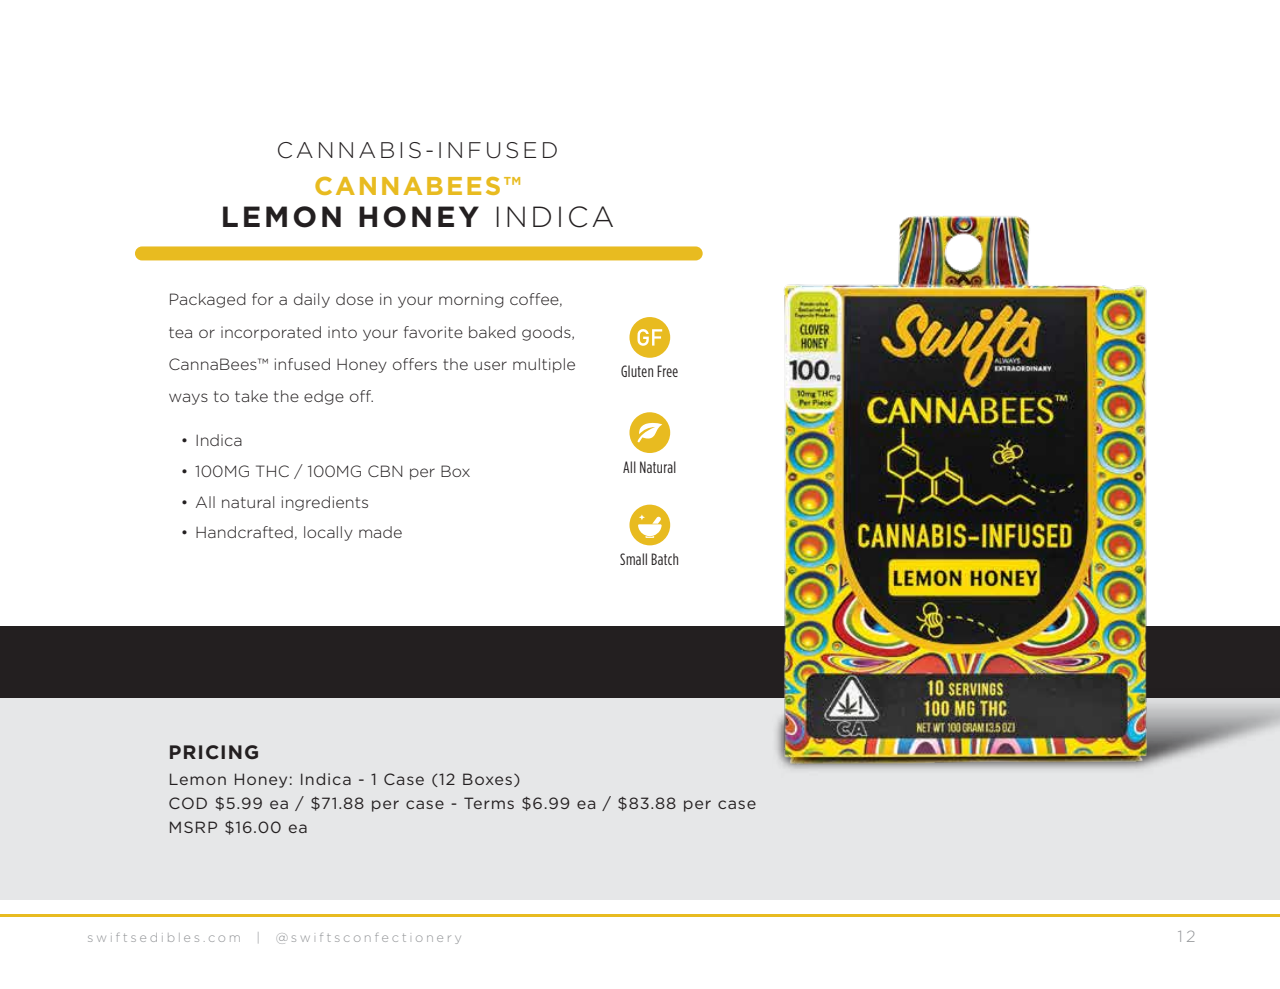 CANNABIS-INFUSED
CANNABEES™
LEMON HONEY INDICA
Packaged for a daily dose in your morning coffee,
tea or incorporated into your favorite baked goods,
CannaBees™ infused Honey offers the user multiple
ways to take the edge off.
• Indica
• 100MG THC / 100MG CBN per Box
• All natural ingredients
• Handcrafted, locally made
GF
Gluten Free
All Natural
Small Batch
CLOVER
HONEY
100mg
10mg THC
Per Piece
Swifts
ALWAYS
EXTRAORDINARY
CANNABEES™
CANNABIS-INFUSED
LEMON HONEY
10 SERVINGS
100 MG THC
NET WT 100 GRAM (3.5 OZ)
!
CA
PRICING
Lemon Honey: Indica - 1 Case (12 Boxes)
COD $5.99 ea / $71.88 per case - Terms $6.99 ea / $83.88 per case
MSRP $16.00 ea
swiftsedibles.com | @swiftsconfectionery
12